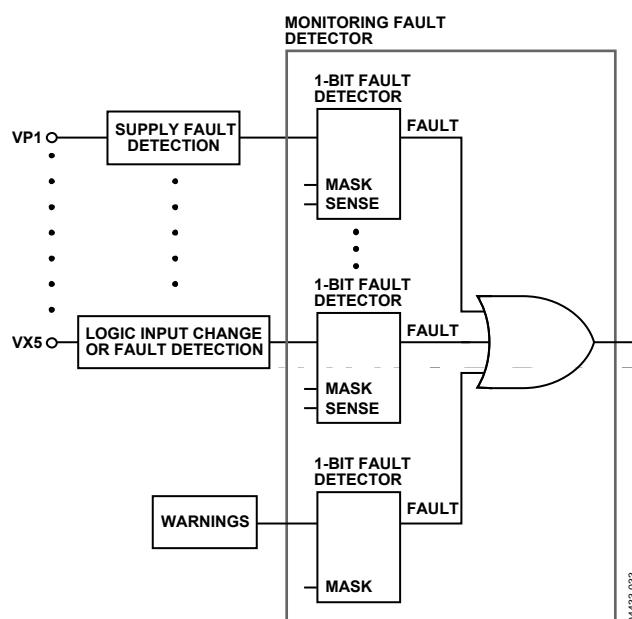 MONITORING FAULT
DETECTOR
1-BIT FAULT
DETECTOR
VP1
SUPPLY FAULT
DETECTION
FAULT
MASK
SENSE
1-BIT FAULT
DETECTOR
VX5
LOGIC INPUT CHANGE
OR FAULT DETECTION
FAULT
MASK
SENSE
1-BIT FAULT
DETECTOR
WARNINGS
FAULT
MASK